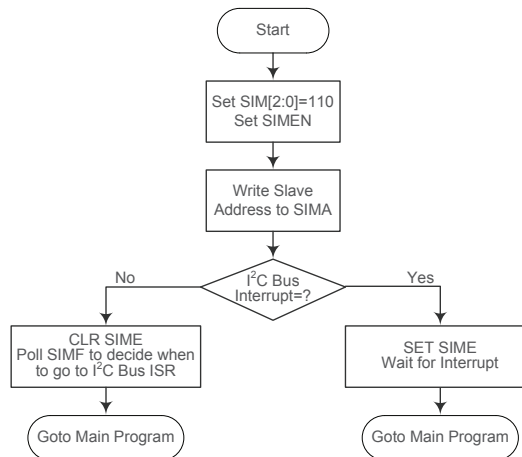 Start
Set SIM[2:0]=110
Set SIMEN
Write Slave
Address to SIMA
I²C Bus
Interrupt=?
No
Yes
CLR SIME
Poll SIMF to decide when
to go to I²C Bus ISR
SET SIME
Wait for Interrupt
Goto Main Program
Goto Main Program